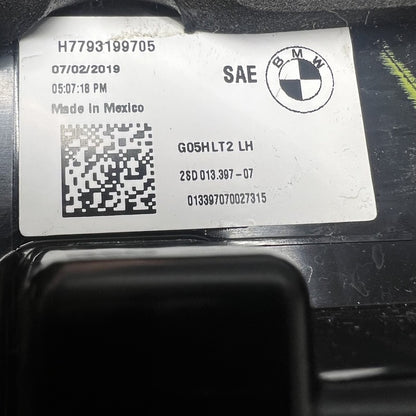 H7793199705
07/02/2019
05:07:18 PM
Made in Mexico
SAE
BMW
G05HLT2 LH
2SD 013.397-07
013397070027315